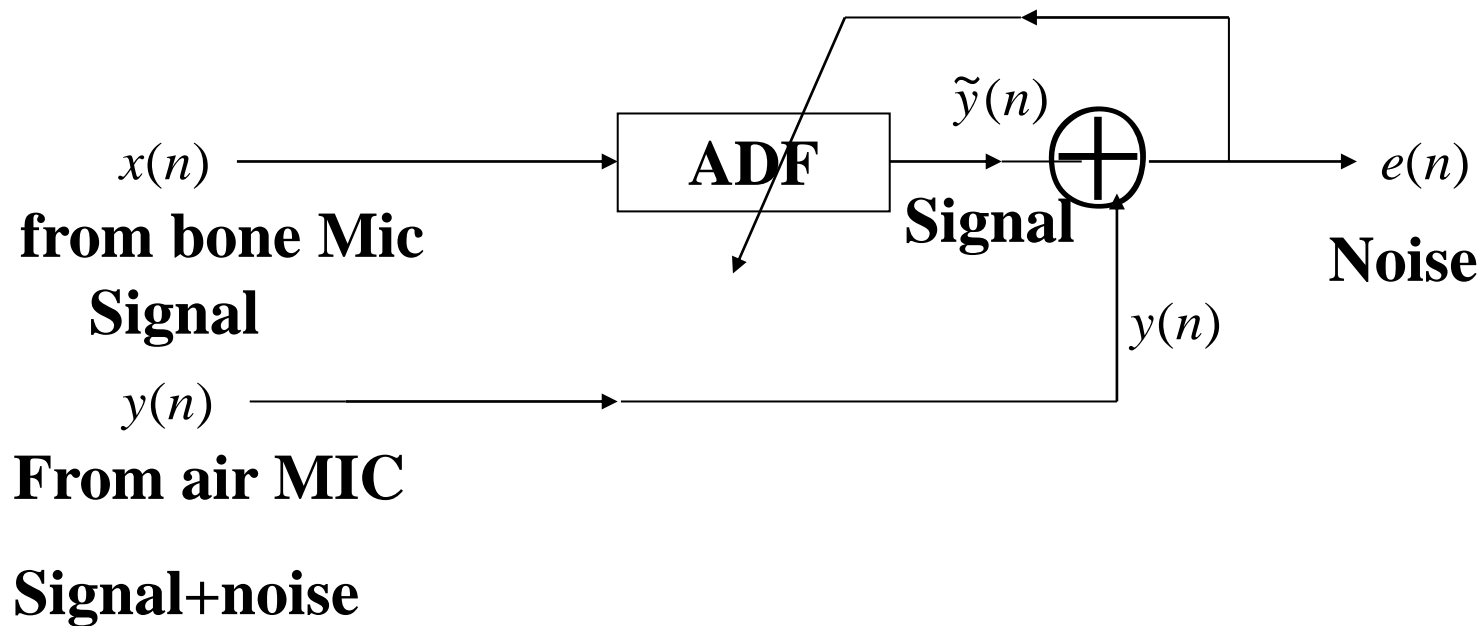 ỹ(n)
x(n)
ADF
e(n)
from bone Mic
Signal
Signal
Noise
y(n)
y(n)
From air MIC
Signal+noise